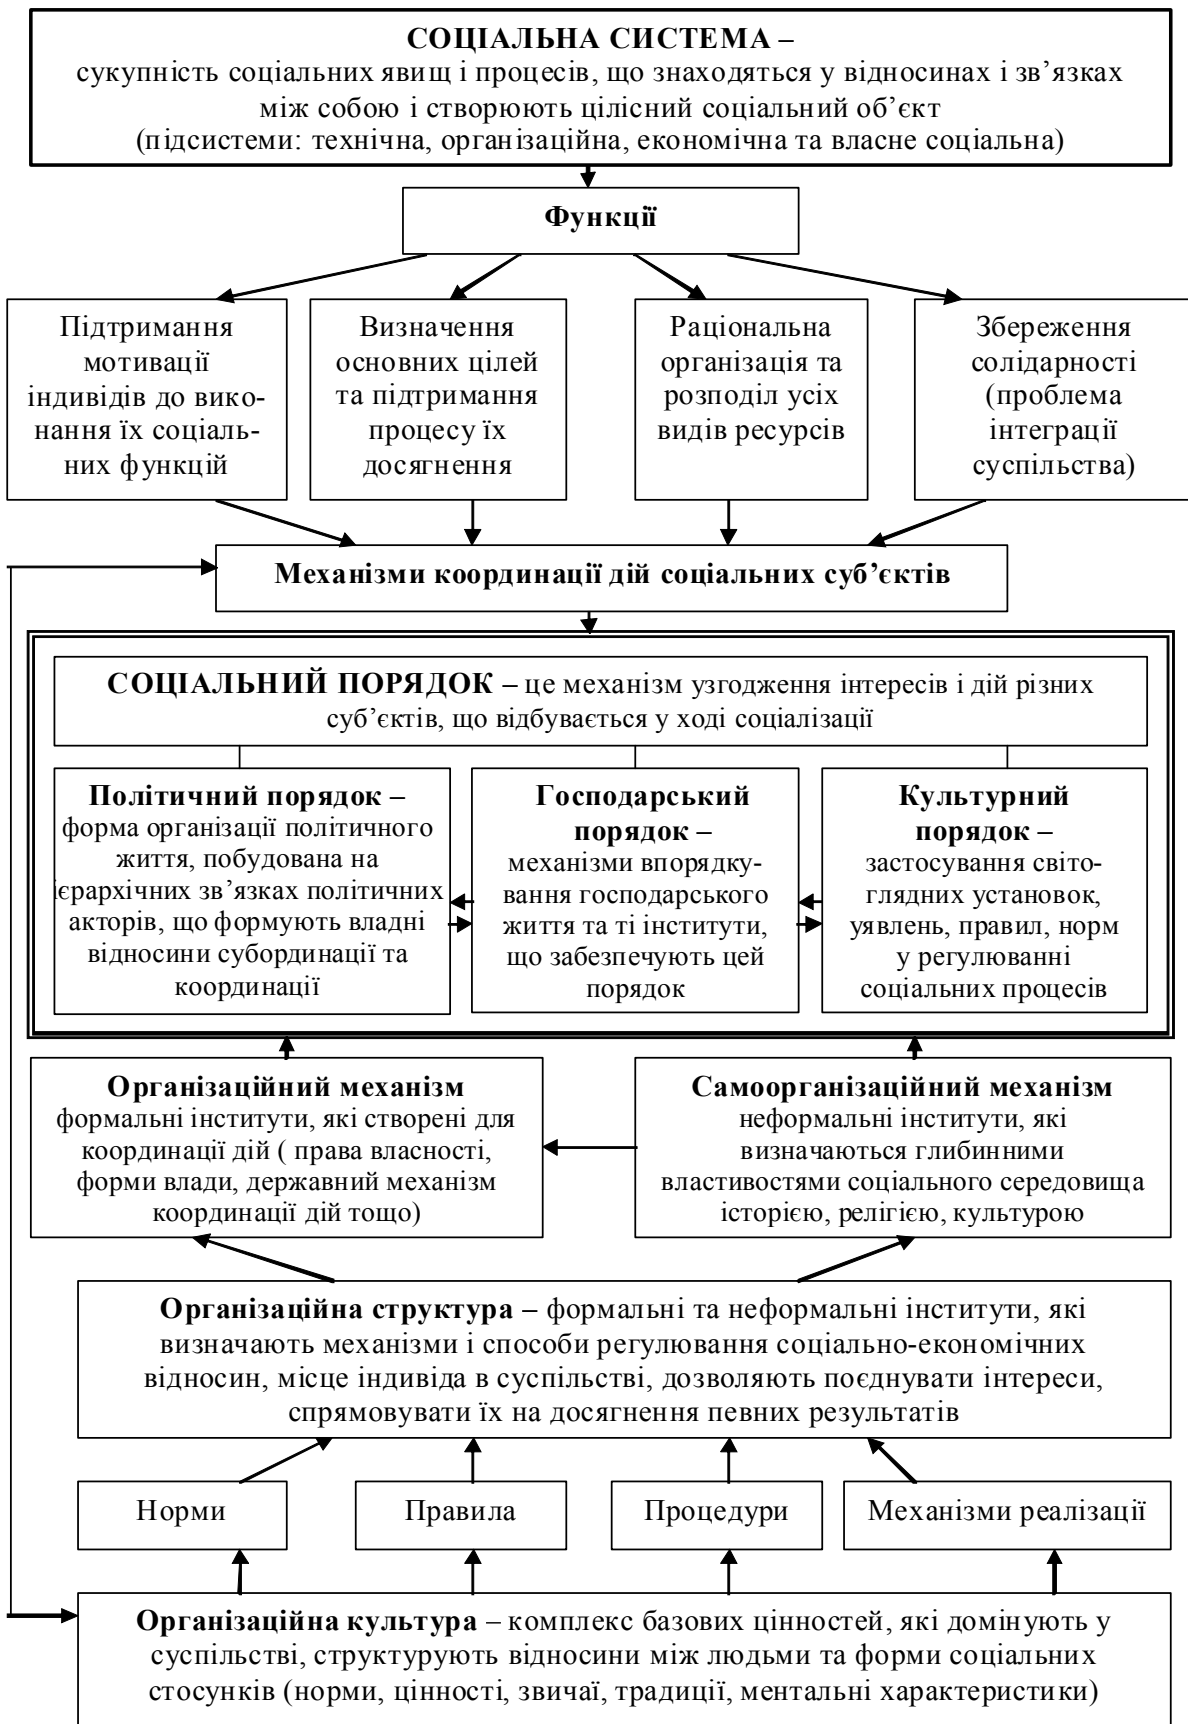 СОЦІАЛЬНА СИСТЕМА –
сукупність соціальних явищ і процесів, що знаходяться у відносинах і зв’язках
між собою і створюють цілісний соціальний об’єкт
(підсистеми: технічна, організаційна, економічна та власне соціальна)
Функції
Підтримання
мотивації
індивідів до вико-
нання їх соціаль-
них функцій
Визначення
основних цілей
та підтримання
процесу їх
досягнення
Раціональна
організація та
розподіл усіх
видів ресурсів
Збереження
солідарності
(проблема
інтеграції
суспільства)
Механізми координації дій соціальних суб’єктів
СОЦІАЛЬНИЙ ПОРЯДОК – це механізм узгодження інтересів і дій різних
суб’єктів, що відбувається у ході соціалізації
Політичний порядок –
форма організації політичного
життя, побудована на
ієрархічних зв’язках політичних
акторів, що формують владні
відносини субординації та
координації
Господарський
порядок –
механізми впорядку-
вання господарського
життя та ті інститути,
що забезпечують цей
порядок
Культурний
порядок –
застосування світо-
глядних установок,
уявлень, правил, норм
у регулюванні
соціальних процесів
Організаційний механізм
формальні інститути, які створені для
координації дій ( права власності,
форми влади, державний механізм
координації дій тощо)
Самоорганізаційний механізм
неформальні інститути, які
визначаються глибинними
властивостями соціального середовища
історією, релігією, культурою
Організаційна структура – формальні та неформальні інститути, які
визначають механізми і способи регулювання соціально-економічних
відносин, місце індивіда в суспільстві, дозволяють поєднувати інтереси,
спрямовувати їх на досягнення певних результатів
Норми
Правила
Процедури
Механізми реалізації
Організаційна культура – комплекс базових цінностей, які домінують у
суспільстві, структурують відносини між людьми та форми соціальних
стосунків (норми, цінності, звичаї, традиції, ментальні характеристики)